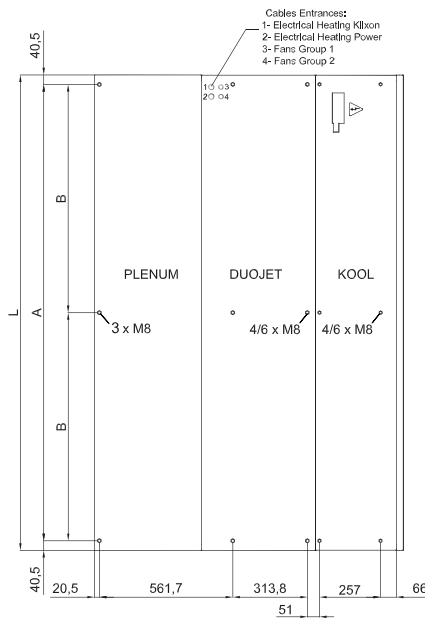 Cables Entrances:
1- Electrical Heating Klixon
2- Electrical Heating Power
3- Fans Group 1
4- Fans Group 2
40,5
1 3
2 4
B
PLENUM DUOJET KOOL
L
A
3 x M8 4/6 x M8 4/6 x M8
B
40,5
20,5 561,7 313,8 257 66
51